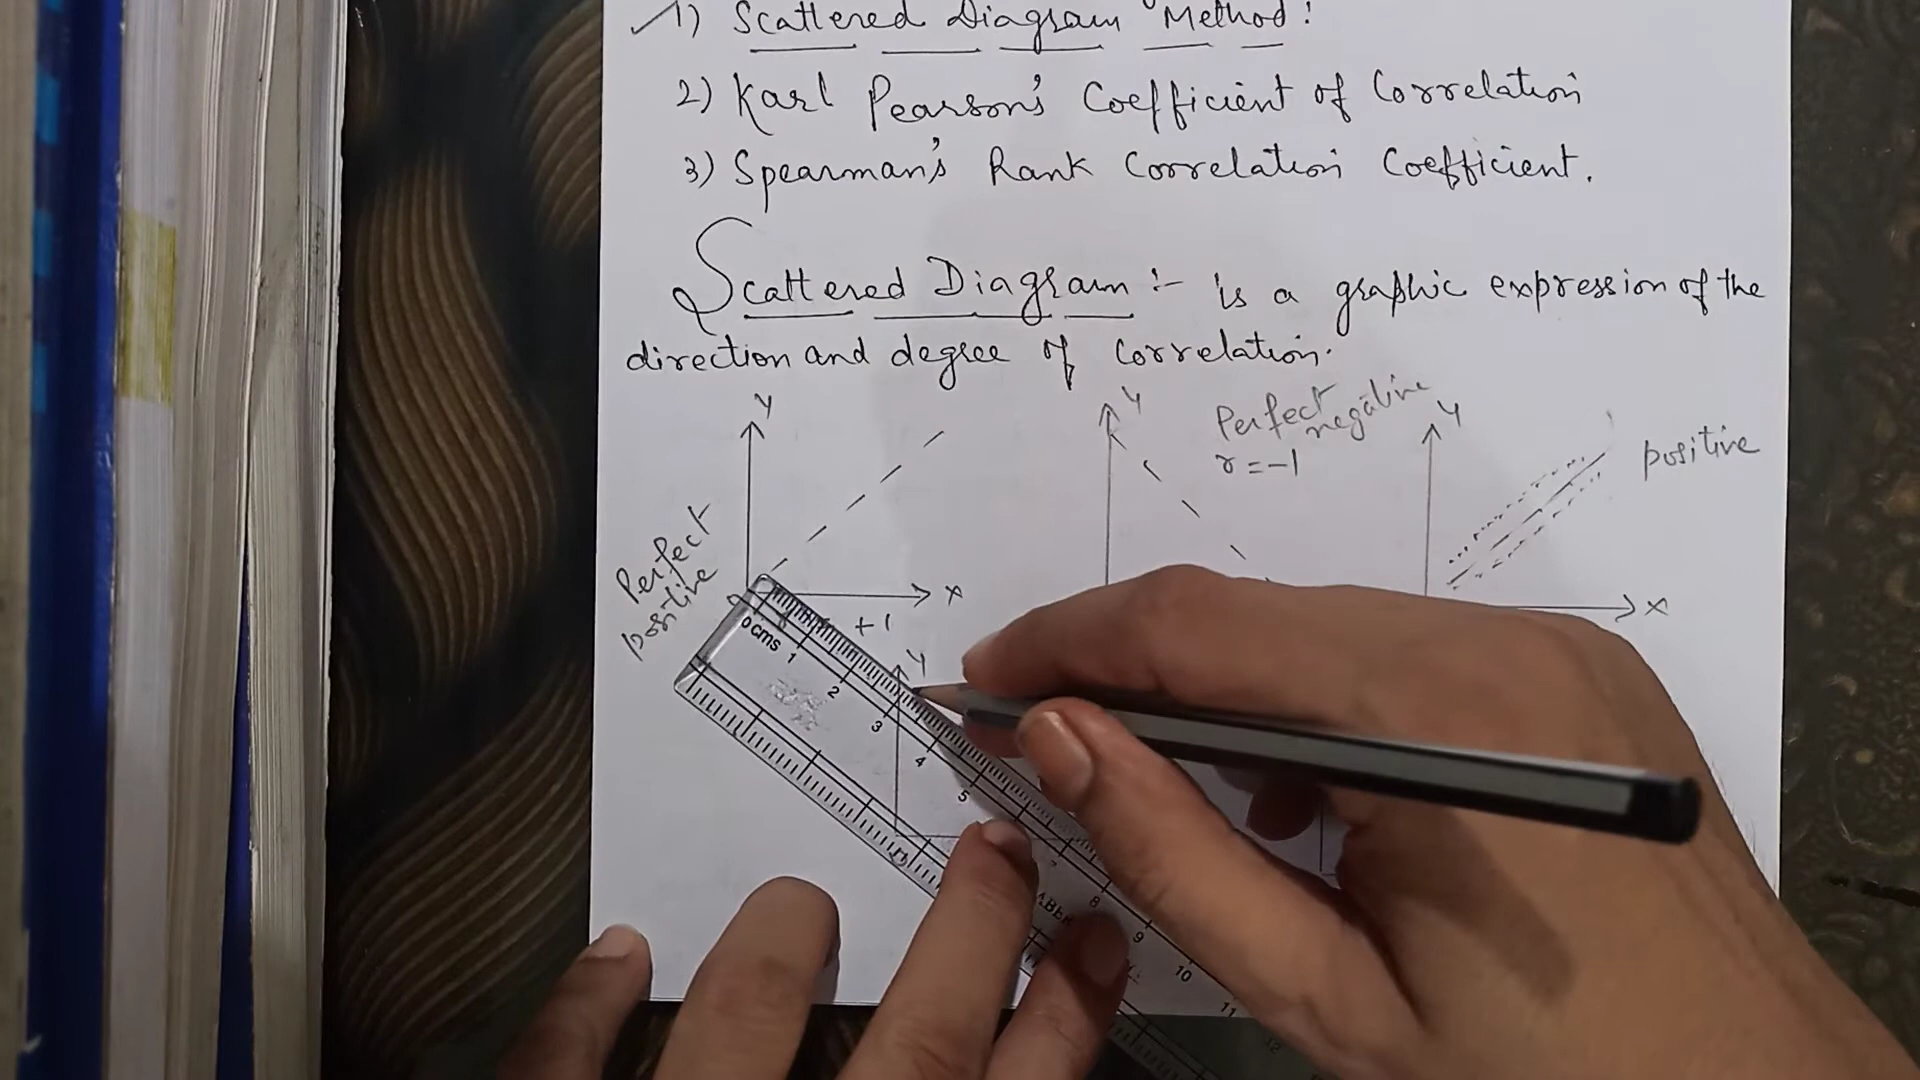 1) Scattered Diagram Method:
2) Karl Pearson's Coefficient of Correlation
3) Spearman's Rank Correlation Coefficient.
Scattered Diagram :- is a graphic expression of the
direction and degree of correlation.
Y
Perfect
positive
X
+1
Y
Perfect
negative
r = -1
Y
positive
X
Y
0 cms 1 2 3 4 5 7 8 9 10 11 12